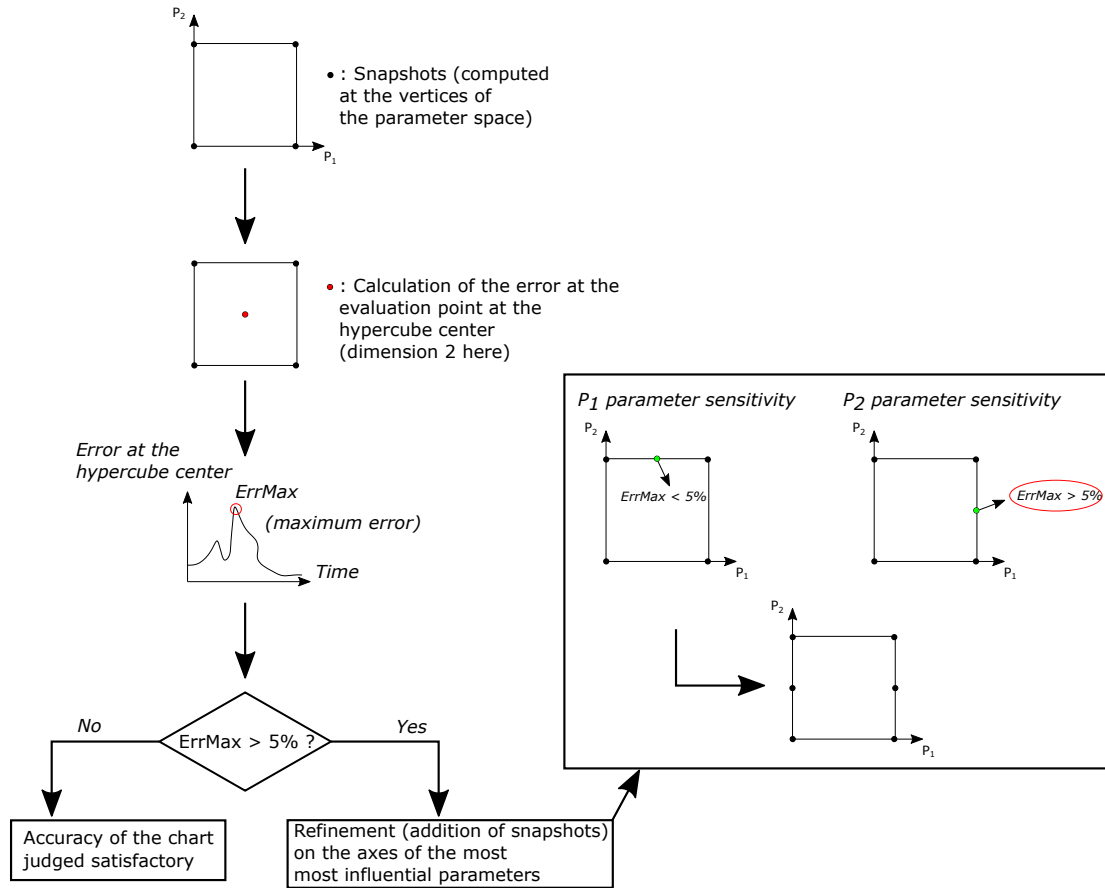 P2
• : Snapshots (computed
at the vertices of
the parameter space)
P1
• : Calculation of the error at the
evaluation point at the
hypercube center
(dimension 2 here)
Error at the
hypercube center
ErrMax
(maximum error)
Time
ErrMax > 5% ?
No
Yes
Accuracy of the chart
judged satisfactory
Refinement (addition of snapshots)
on the axes of the most
most influential parameters
P1 parameter sensitivity
P2
ErrMax < 5%
P1
P2 parameter sensitivity
P2
ErrMax > 5%
P1
P2
P1